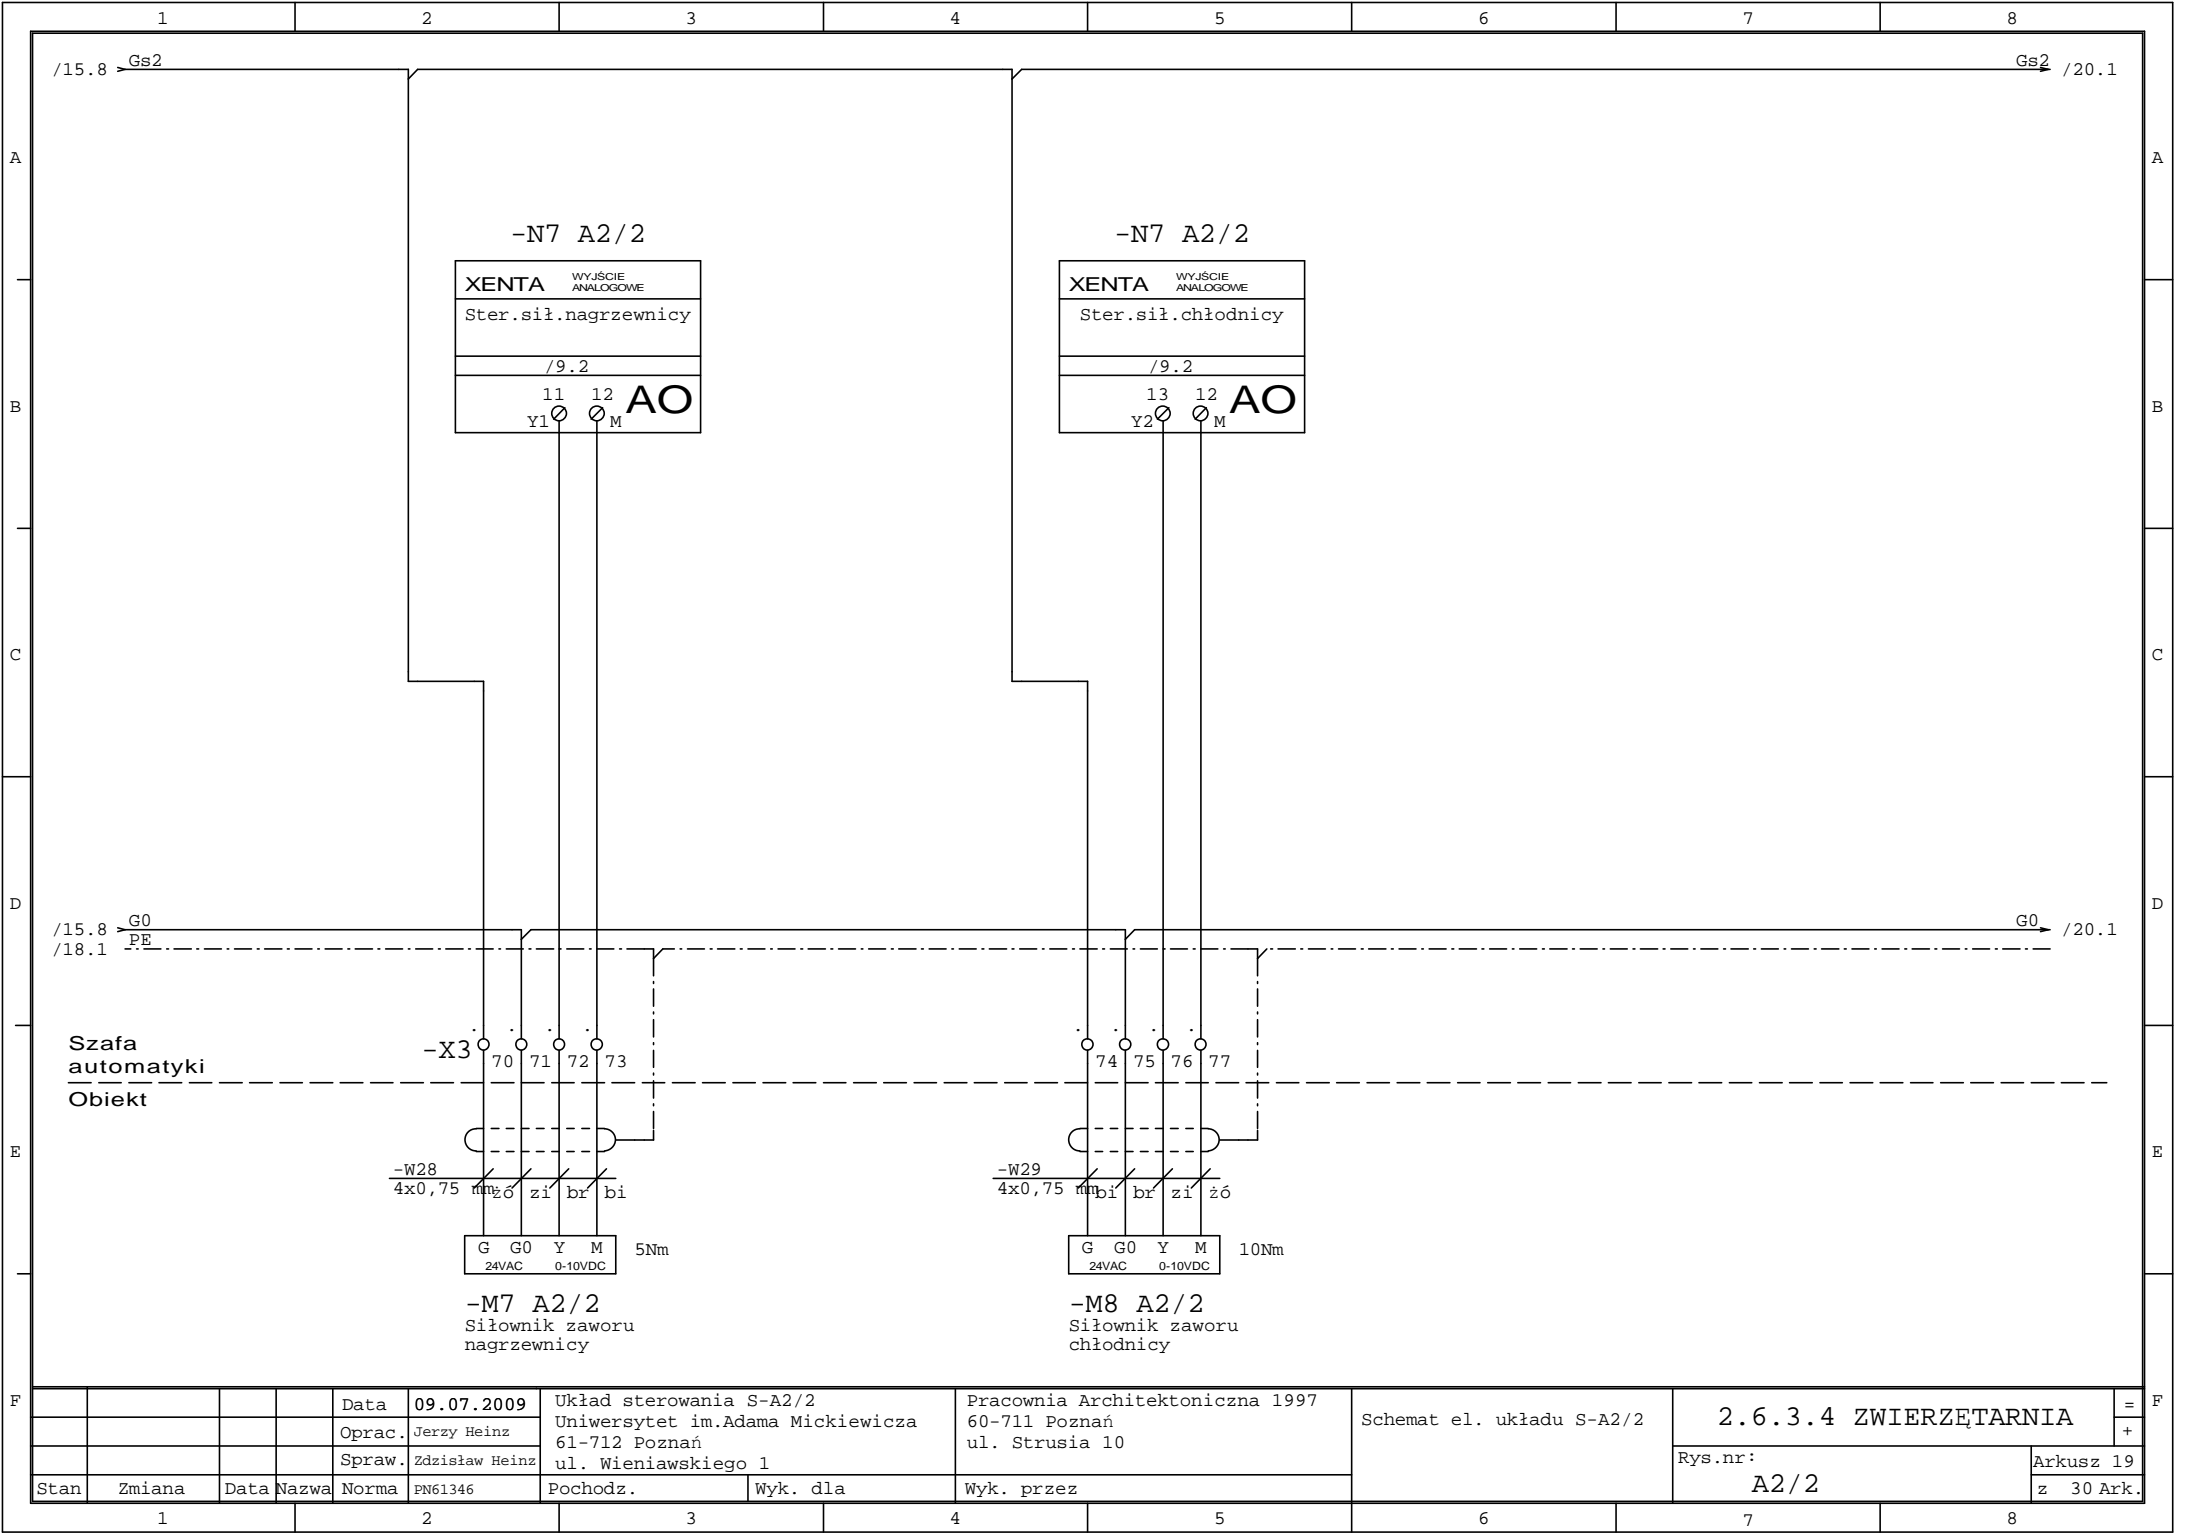 1 2 3 4 5 6 7 8
/15.8 Gs2 Gs2 /20.1
A A
-N7 A2/2 -N7 A2/2
XENTA WYJŚCIE ANALOGOWE XENTA WYJŚCIE ANALOGOWE
Ster.sił.nagrzewnicy Ster.sił.chłodnicy
/9.2 /9.2
11 12 AO 13 12 AO
B B
Y1 M Y2 M
C C
D D
/15.8 G0 G0 /20.1
/18.1 PE
Szafa
automatyki
-X3 70 71 72 73 74 75 76 77
Obiekt
E E
-W28 -W29
4x0,75 mm żó zi br bi 4x0,75 mm bi br zi żó
G G0 Y M 5Nm G G0 Y M 10Nm
24VAC 0-10VDC 24VAC 0-10VDC
-M7 A2/2 -M8 A2/2
Siłownik zaworu Siłownik zaworu
nagrzewnicy chłodnicy
F F
Data 09.07.2009
Oprac. Jerzy Heinz
Spraw. Zdzisław Heinz
Stan Zmiana Data Nazwa Norma PN61346
Układ sterowania S-A2/2
Uniwersytet im.Adama Mickiewicza
61-712 Poznań
ul. Wieniawskiego 1
Pochodz. Wyk. dla
Pracownia Architektoniczna 1997
60-711 Poznań
ul. Strusia 10
Wyk. przez
Schemat el. układu S-A2/2
2.6.3.4 ZWIERZĘTARNIA
=
+
Rys.nr:
A2/2
Arkusz 19
z 30 Ark.
1 2 3 4 5 6 7 8